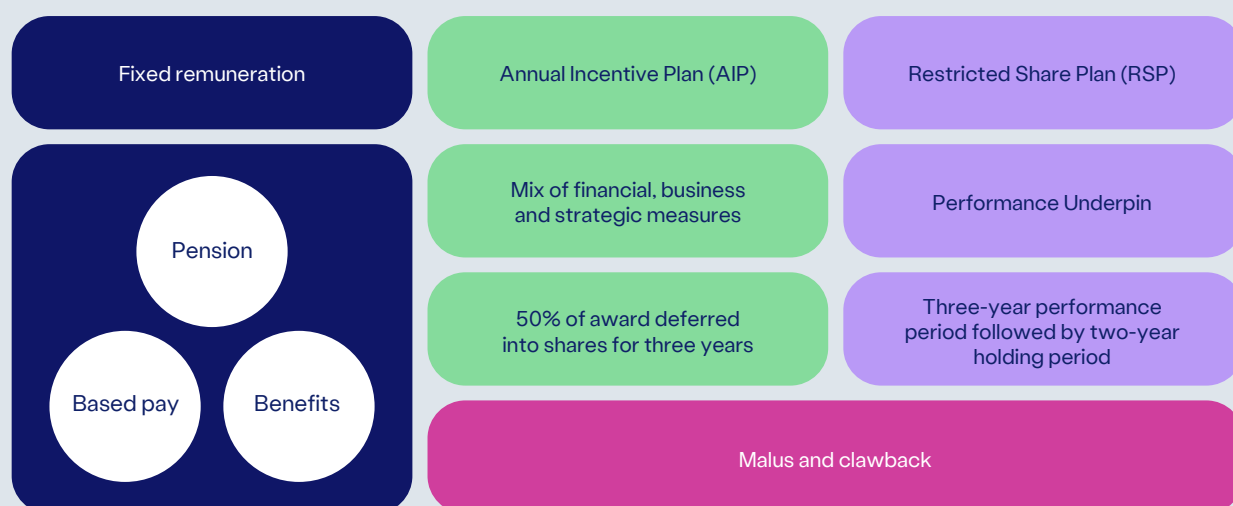 Fixed remuneration
Annual Incentive Plan (AIP)
Restricted Share Plan (RSP)
Pension
Based pay
Benefits
Mix of financial, business
and strategic measures
Performance Underpin
50% of award deferred
into shares for three years
Three-year performance
period followed by two-year
holding period
Malus and clawback